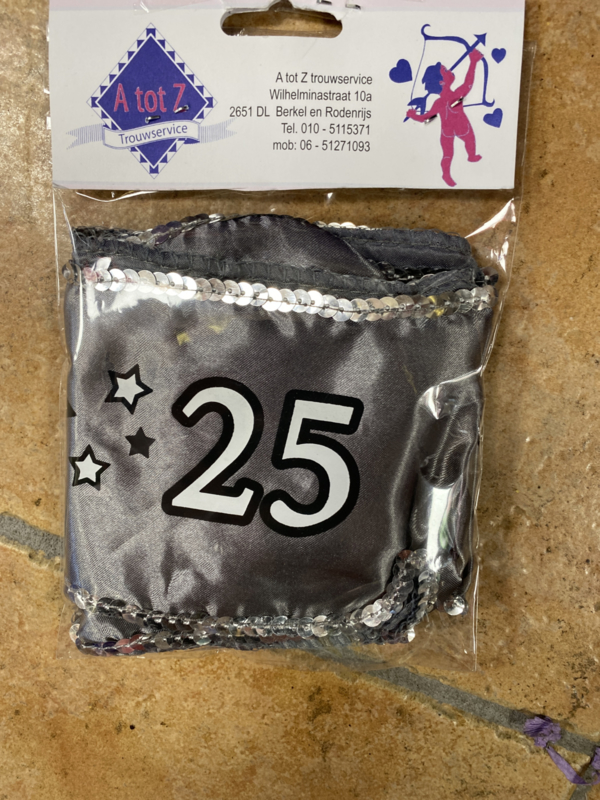 A tot Z
Trouwservice
A tot Z trouwservice
Wilhelminastraat 10a
2651 DL Berkel en Rodenrijs
Tel. 010 - 5115371
mob: 06 - 51271093
25